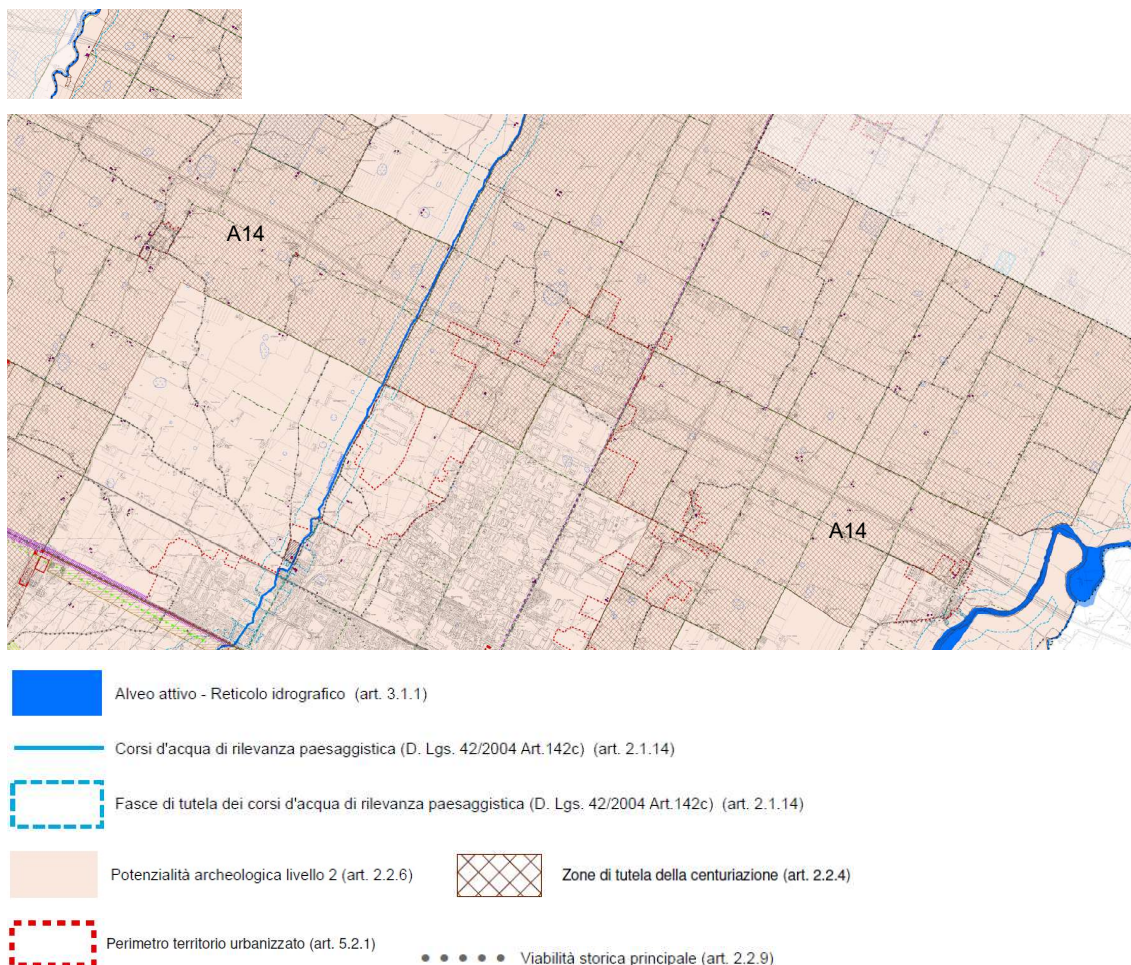 A14
A14
Alveo attivo - Reticolo idrografico (art. 3.1.1)
Corsi d'acqua di rilevanza paesaggistica (D. Lgs. 42/2004 Art.142c) (art. 2.1.14)
Fasce di tutela dei corsi d'acqua di rilevanza paesaggistica (D. Lgs. 42/2004 Art.142c) (art. 2.1.14)
Potenzialità archeologica livello 2 (art. 2.2.6)
Zone di tutela della centuriazione (art. 2.2.4)
Perimetro territorio urbanizzato (art. 5.2.1)
Viabilità storica principale (art. 2.2.9)